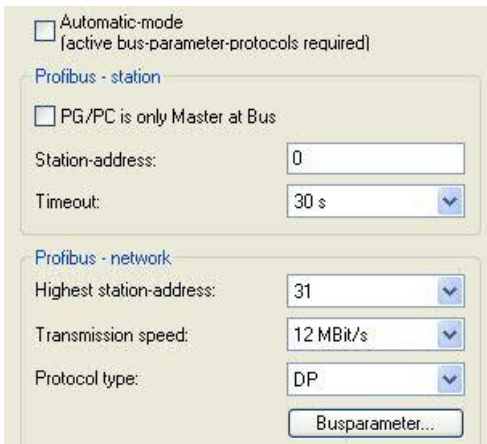 Automatic-mode
(active bus-parameter-protocols required)
Profibus - station
PG/PC is only Master at Bus
Station-address: 0
Timeout: 30 s
Profibus - network
Highest station-address: 31
Transmission speed: 12 MBit/s
Protocol type: DP
Busparameter...